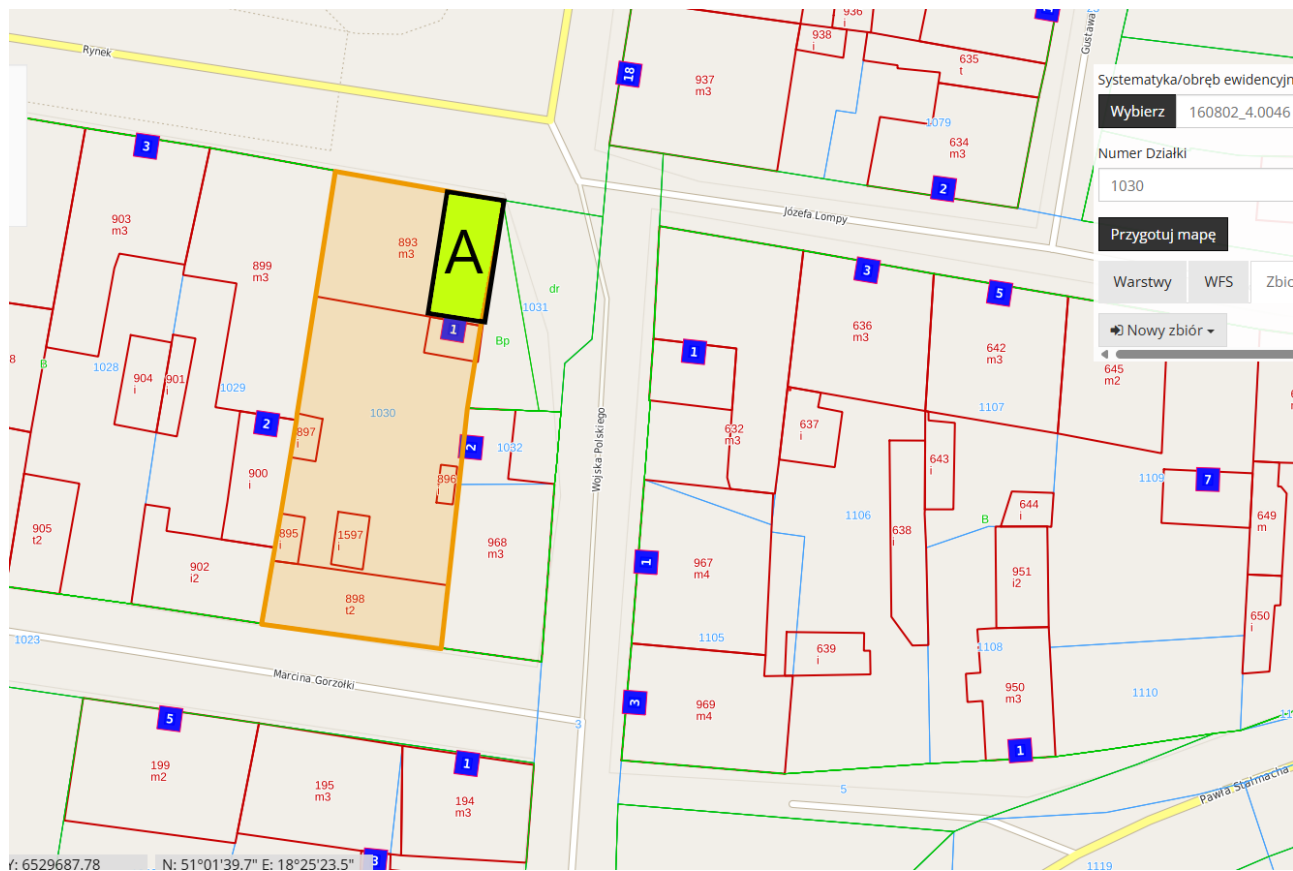 936
i
938
i
Gustawa
Rynek
18
937
m3
635
t
Systematyka/obręb ewidencyjn
Wybierz
160802_4.0046
1079
634
m3
3
Numer Działki
1030
2
903
m3
893
m3
A
Józefa Lompy
Przygotuj mapę
899
m3
3
5
Warstwy
WFS
Zbio
dr
1031
636
m3
642
m3
Nowy zbiór
1
Bp
1
8
B
1028
904
i
901
i
1029
645
m2
1030
1107
2
897
i
2
1032
632
m3
637
i
Wojska Polskiego
900
i
896
i
643
i
1109
7
644
i
649
m
905
t2
895
i
1597
i
968
m3
1106
638
i
B
902
i2
1
967
m4
951
i2
898
t2
650
i
1023
1105
639
i
1108
Marcina Gorzołki
3
969
m4
950
m3
1110
5
3
1
1
199
m2
195
m3
194
m3
5
Pawła Stalmacha
3
1119
Y: 6529687.78
N: 51°01'39.7" E: 18°25'23.5"